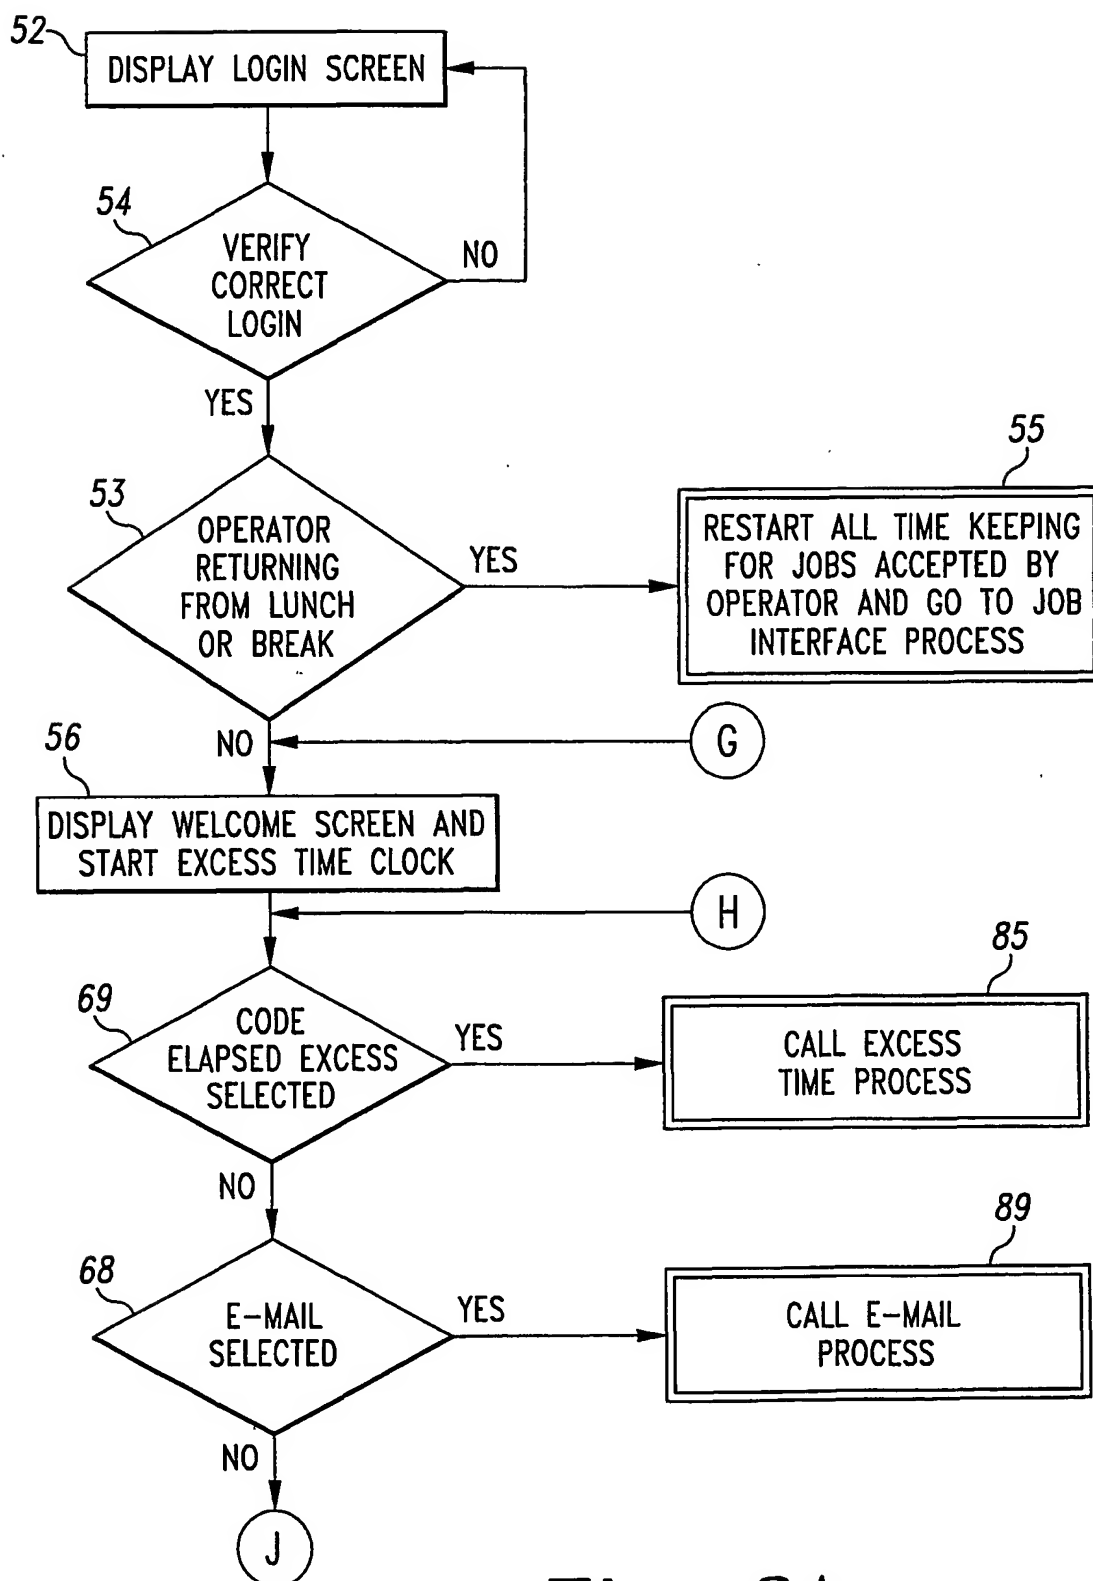 52
DISPLAY LOGIN SCREEN
54
VERIFY
CORRECT
LOGIN
NO
YES
53
OPERATOR
RETURNING
FROM LUNCH
OR BREAK
YES
55
RESTART ALL TIME KEEPING
FOR JOBS ACCEPTED BY
OPERATOR AND GO TO JOB
INTERFACE PROCESS
NO
G
56
DISPLAY WELCOME SCREEN AND
START EXCESS TIME CLOCK
H
69
CODE
ELAPSED EXCESS
SELECTED
YES
85
CALL EXCESS
TIME PROCESS
NO
68
E-MAIL
SELECTED
YES
89
CALL E-MAIL
PROCESS
NO
J